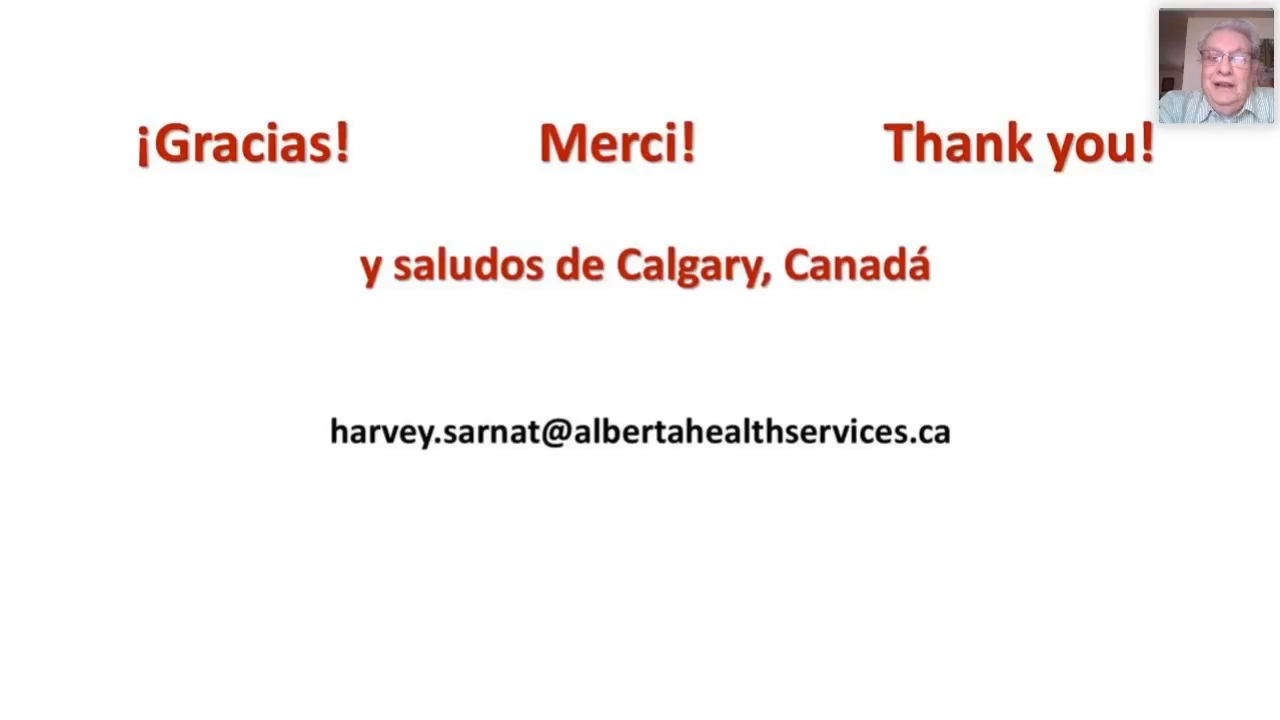 ¡Gracias! Merci! Thank you!
y saludos de Calgary, Canadá
harvey.sarnat@albertahealthservices.ca